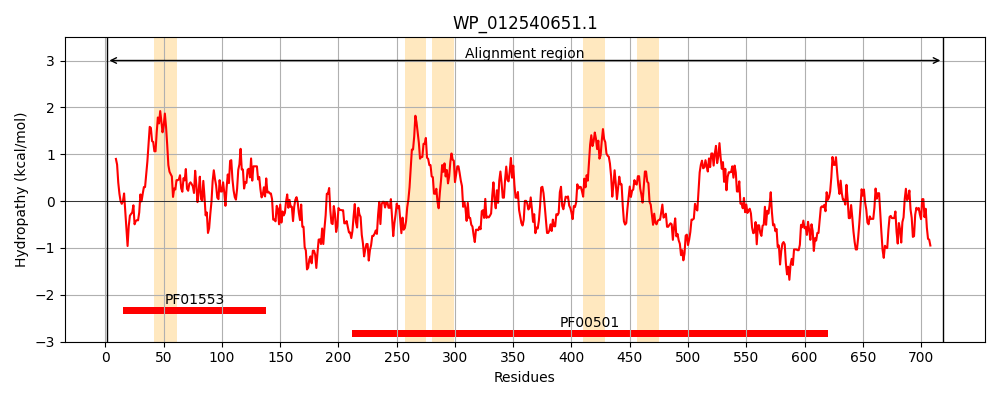 WP_012540651.1
Alignment region
3
2
1
0
−1
−2
−3
Hydropathy (kcal/mol)
PF01553
PF00501
0 50 100 150 200 250 300 350 400 450 500 550 600 650 700
Residues